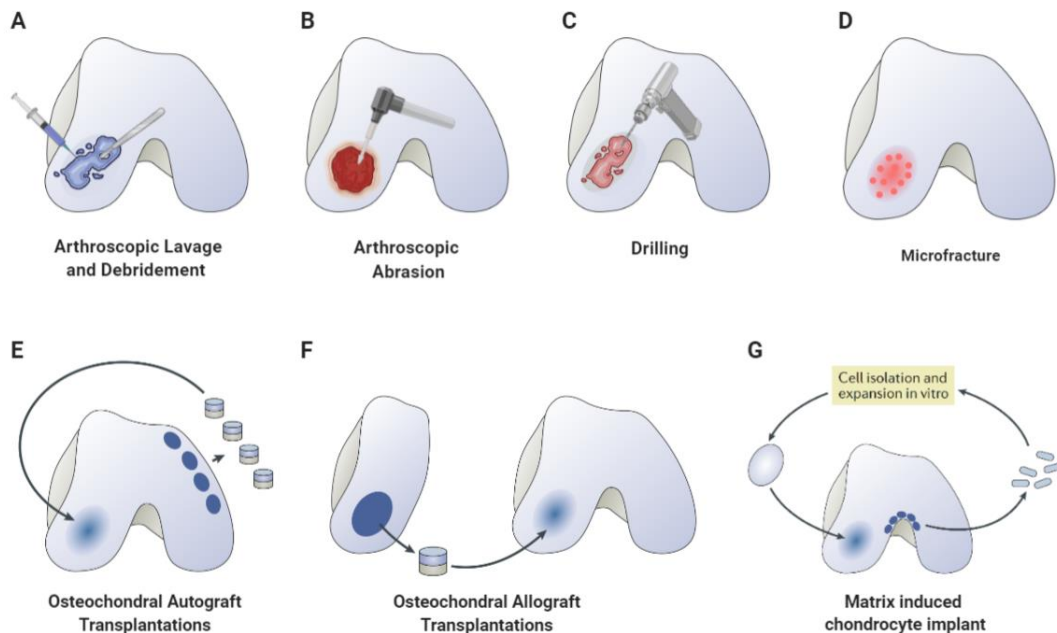 A
B
C
D
Arthroscopic Lavage
and Debridement
Arthroscopic
Abrasion
Drilling
Microfracture
E
F
G
Cell isolation and
expansion in vitro
Osteochondral Autograft
Transplantations
Osteochondral Allograft
Transplantations
Matrix induced
chondrocyte implant